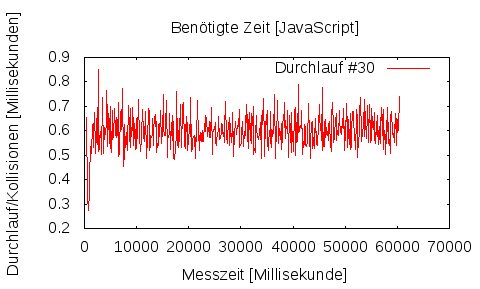 Benötigte Zeit [JavaScript]
Durchlauf/Kollisionen [Millisekunden]
Durchlauf #30
0.9
0.8
0.7
0.6
0.5
0.4
0.3
0.2
0 10000 20000 30000 40000 50000 60000 70000
Messzeit [Millisekunde]